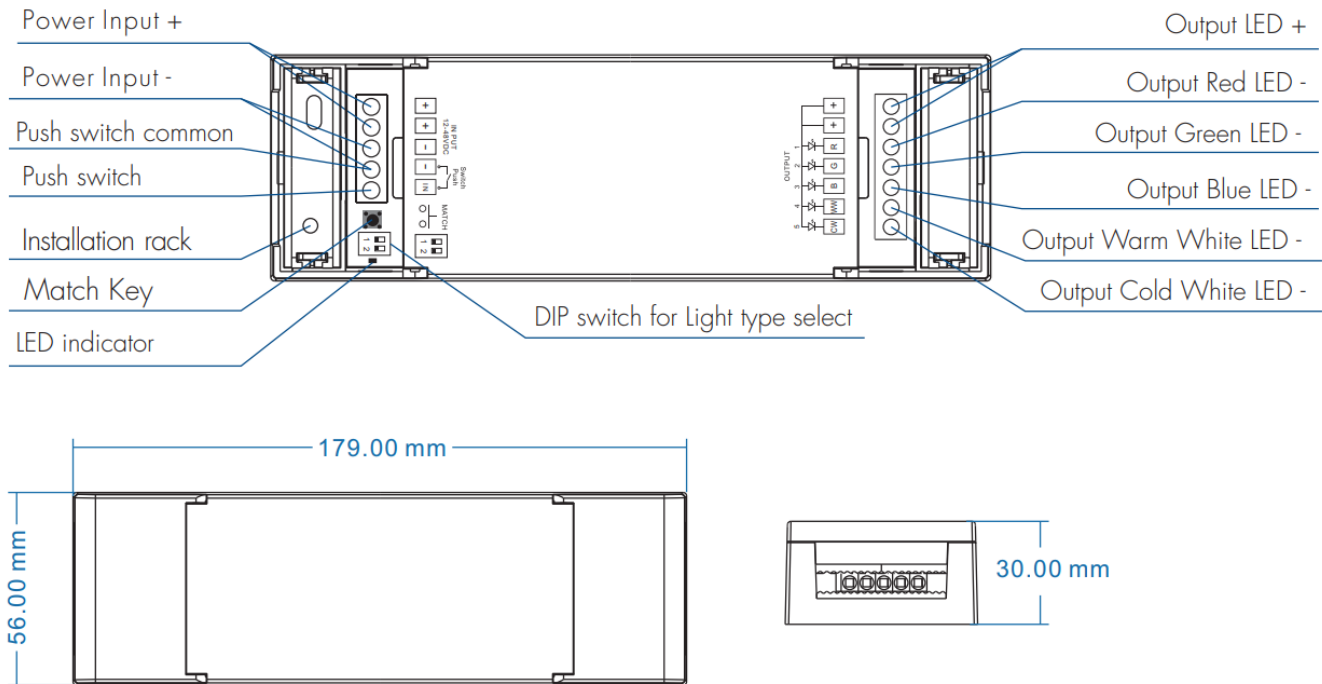 Power Input +
Power Input -
Push switch common
Push switch
Installation rack
Match Key
LED indicator
+
+
-
-
IN
INPUT
12-48VDC
Push
Switch
MATCH
1 2
1 2
DIP switch for Light type select
OUTPUT
+
+
1 R
2 G
3 B
4 WW
5 CW
Output LED +
Output Red LED -
Output Green LED -
Output Blue LED -
Output Warm White LED -
Output Cold White LED -
179.00 mm
56.00 mm
30.00 mm